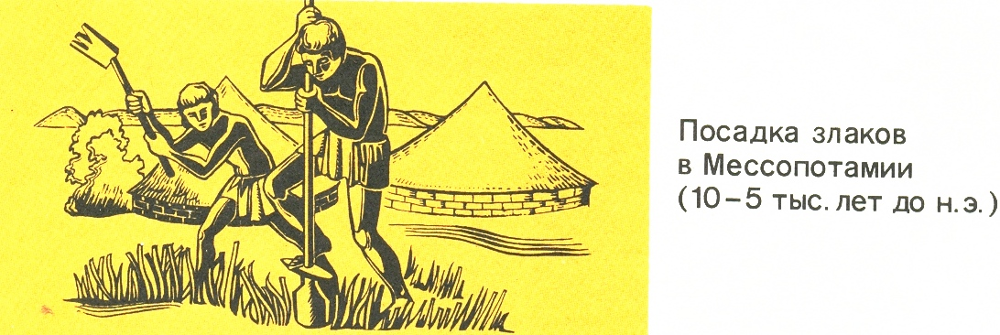 Посадка злаков
в Мессопотамии
(10–5 тыс. лет до н.э.)